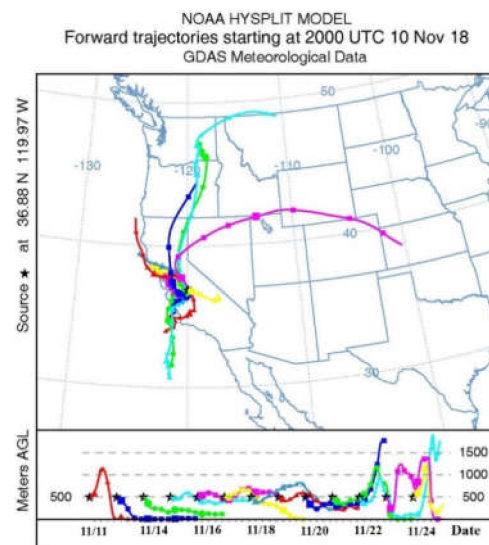 NOAA HYSPLIT MODEL
Forward trajectories starting at 2000 UTC 10 Nov 18
GDAS Meteorological Data
Source ★ at 36.88 N 119.97 W
50
-130
-120
-110
-100
-90
40
30
Meters AGL
1500
1000
500
500
11/11 11/14 11/16 11/18 11/20 11/22 11/24 Date